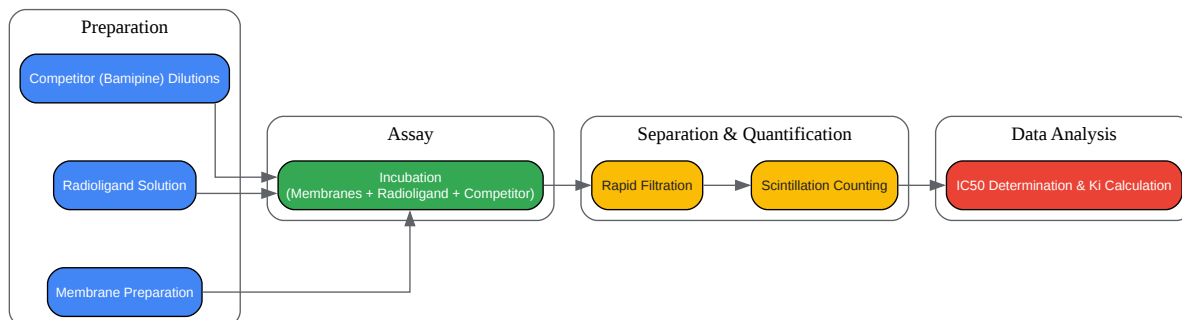 Preparation
Competitor (Bamipine) Dilutions
Radioligand Solution
Membrane Preparation
Assay
Incubation
(Membranes + Radioligand + Competitor)
Separation & Quantification
Rapid Filtration
Scintillation Counting
Data Analysis
IC50 Determination & Ki Calculation